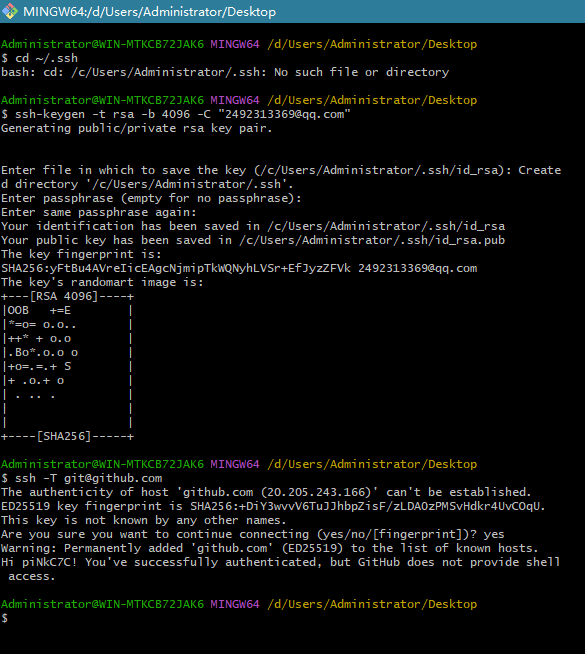 MINGW64:/d/Users/Administrator/Desktop
Administrator@WIN-MTKCB72JAK6 MINGW64 /d/Users/Administrator/Desktop
$ cd ~/.ssh
bash: cd: /c/Users/Administrator/.ssh: No such file or directory
Administrator@WIN-MTKCB72JAK6 MINGW64 /d/Users/Administrator/Desktop
$ ssh-keygen -t rsa -b 4096 -C "2492313369@qq.com"
Generating public/private rsa key pair.
Enter file in which to save the key (/c/Users/Administrator/.ssh/id_rsa): Create
d directory '/c/Users/Administrator/.ssh'.
Enter passphrase (empty for no passphrase):
Enter same passphrase again:
Your identification has been saved in /c/Users/Administrator/.ssh/id_rsa
Your public key has been saved in /c/Users/Administrator/.ssh/id_rsa.pub
The key fingerprint is:
SHA256:yFtBu4AVreIicEAgcNjmipTkWQNyhLVSr+EfJyzZFVk 2492313369@qq.com
The key's randomart image is:
+---[RSA 4096]----+
|OOB   +=E        |
|*=o= o.o..       |
|++* + o.o        |
|.Bo*.o.o o       |
|+o=.=.+ S        |
|+ .o.+ o         |
| . .. .          |
|                 |
|                 |
+----[SHA256]-----+
Administrator@WIN-MTKCB72JAK6 MINGW64 /d/Users/Administrator/Desktop
$ ssh -T git@github.com
The authenticity of host 'github.com (20.205.243.166)' can't be established.
ED25519 key fingerprint is SHA256:+DiY3wvvV6TuJJhbpZisF/zLDA0zPMSvHdkr4UvCOqU.
This key is not known by any other names.
Are you sure you want to continue connecting (yes/no/[fingerprint])? yes
Warning: Permanently added 'github.com' (ED25519) to the list of known hosts.
Hi piNkC7C! You've successfully authenticated, but GitHub does not provide shell
 access.
Administrator@WIN-MTKCB72JAK6 MINGW64 /d/Users/Administrator/Desktop
$